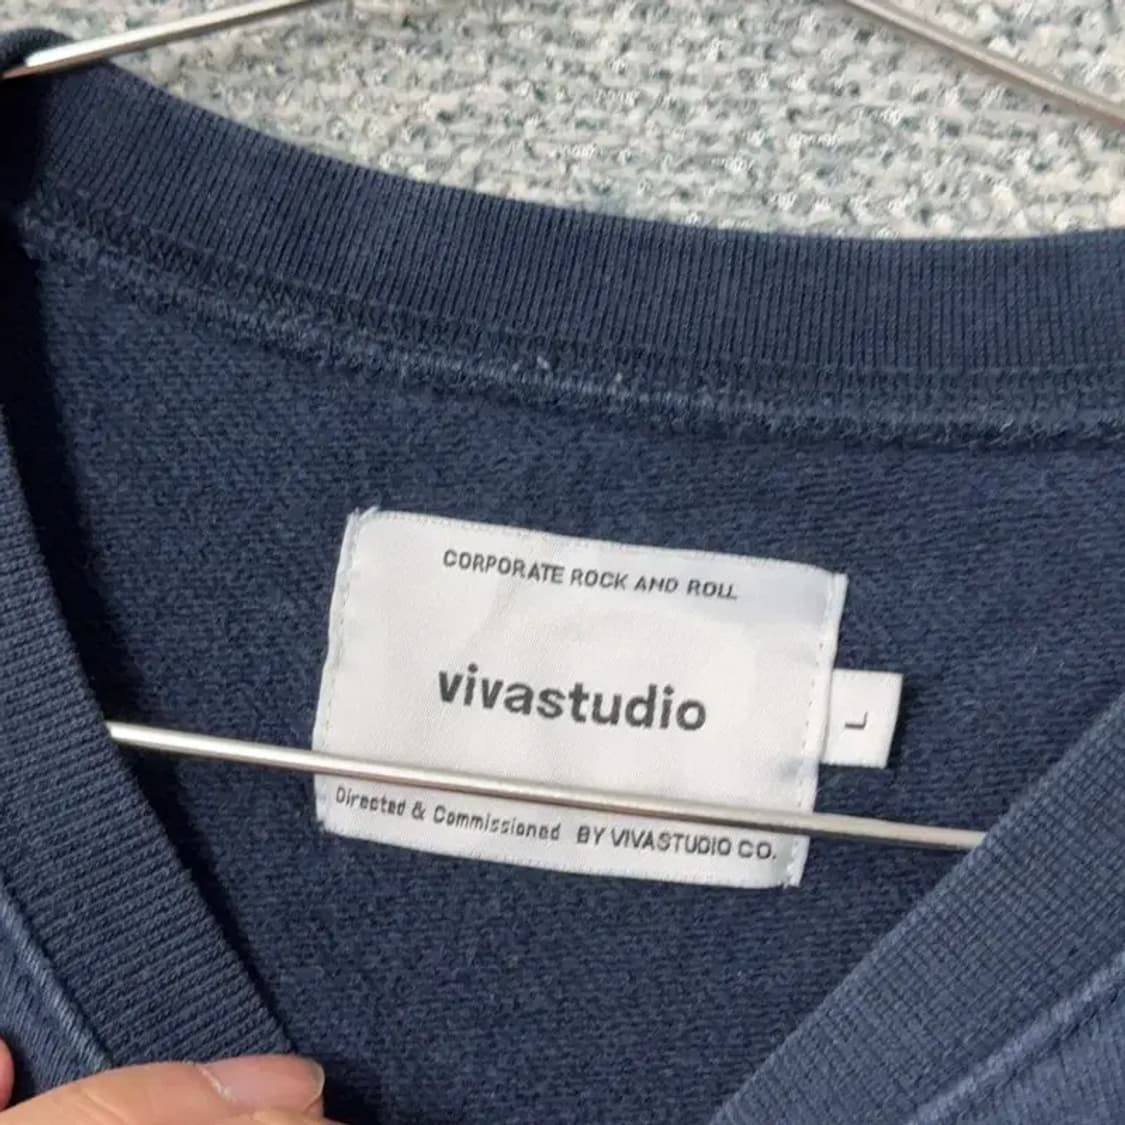 CORPORATE ROCK AND ROLL
vivastudio
L
Directed & Commissioned BY VIVASTUDIO CO.